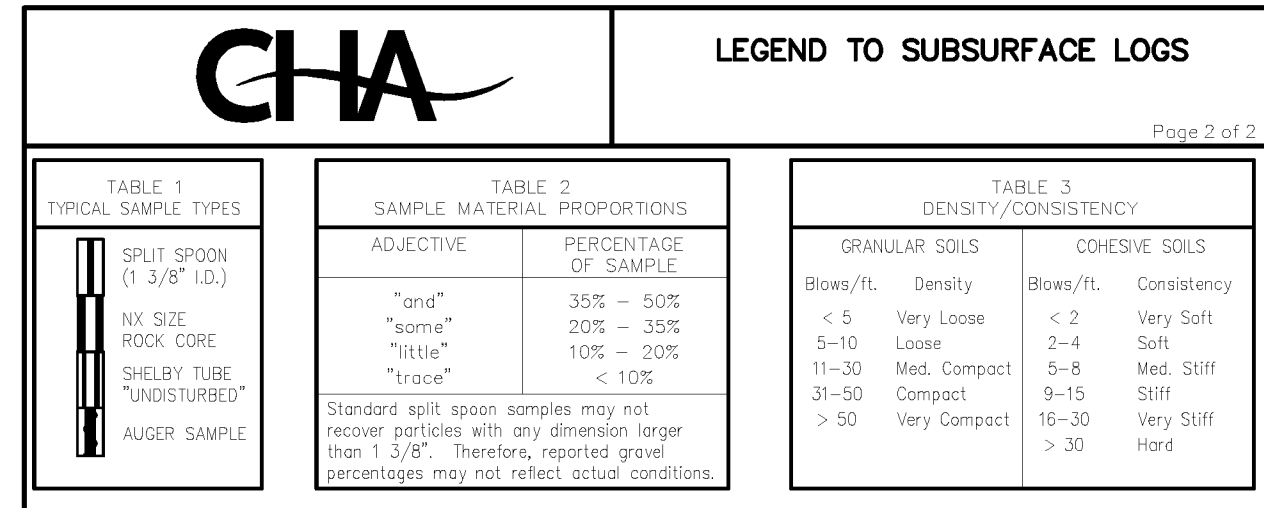 CHA
LEGEND TO SUBSURFACE LOGS
Page 2 of 2
TABLE 1
TYPICAL SAMPLE TYPES
SPLIT SPOON
(1 3/8" I.D.)
NX SIZE
ROCK CORE
SHELBY TUBE
"UNDISTURBED"
AUGER SAMPLE
TABLE 2
SAMPLE MATERIAL PROPORTIONS
ADJECTIVE PERCENTAGE
OF SAMPLE
"and" 35% – 50%
"some" 20% – 35%
"little" 10% – 20%
"trace" < 10%
Standard split spoon samples may not
recover particles with any dimension larger
than 1 3/8". Therefore, reported gravel
percentages may not reflect actual conditions.
TABLE 3
DENSITY/CONSISTENCY
GRANULAR SOILS COHESIVE SOILS
Blows/ft. Density Blows/ft. Consistency
< 5 Very Loose < 2 Very Soft
5–10 Loose 2–4 Soft
11–30 Med. Compact 5–8 Med. Stiff
31–50 Compact 9–15 Stiff
> 50 Very Compact 16–30 Very Stiff
> 30 Hard